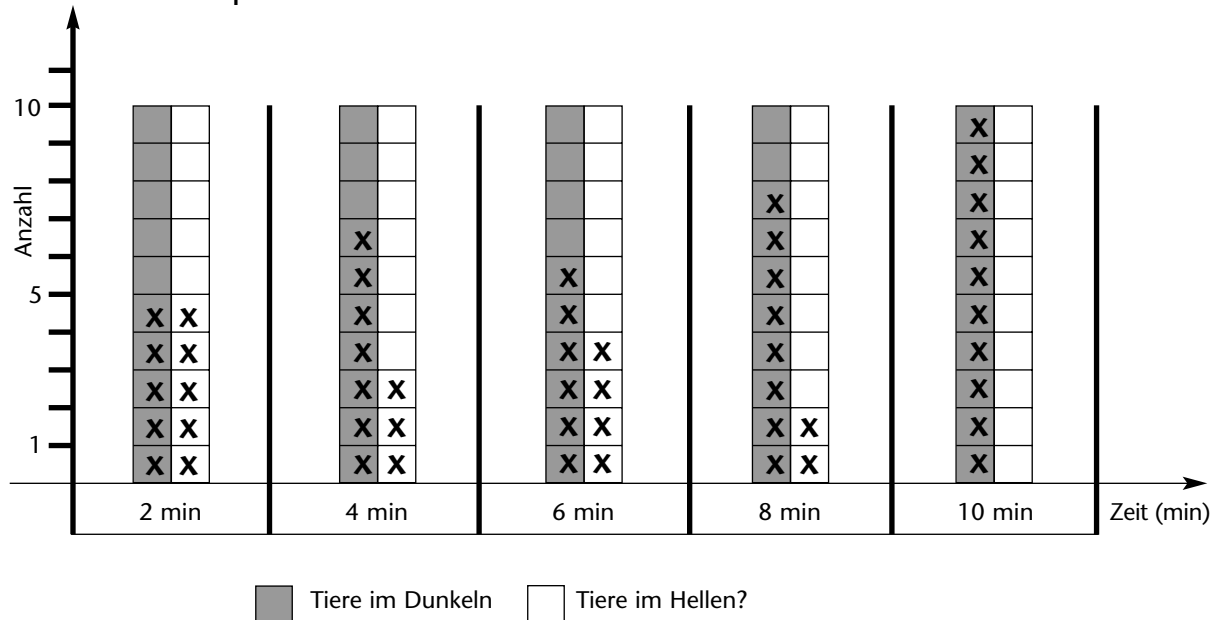 10
Anzahl
5
1
X X
X X
X X
X X
X X
X
X
X
X
X X
X X
X X
X
X
X X
X X
X X
X X
X
X
X
X
X
X
X X
X X
X
X
X
X
X
X
X
X
X
X
2 min
4 min
6 min
8 min
10 min
Zeit (min)
Tiere im Dunkeln
Tiere im Hellen?